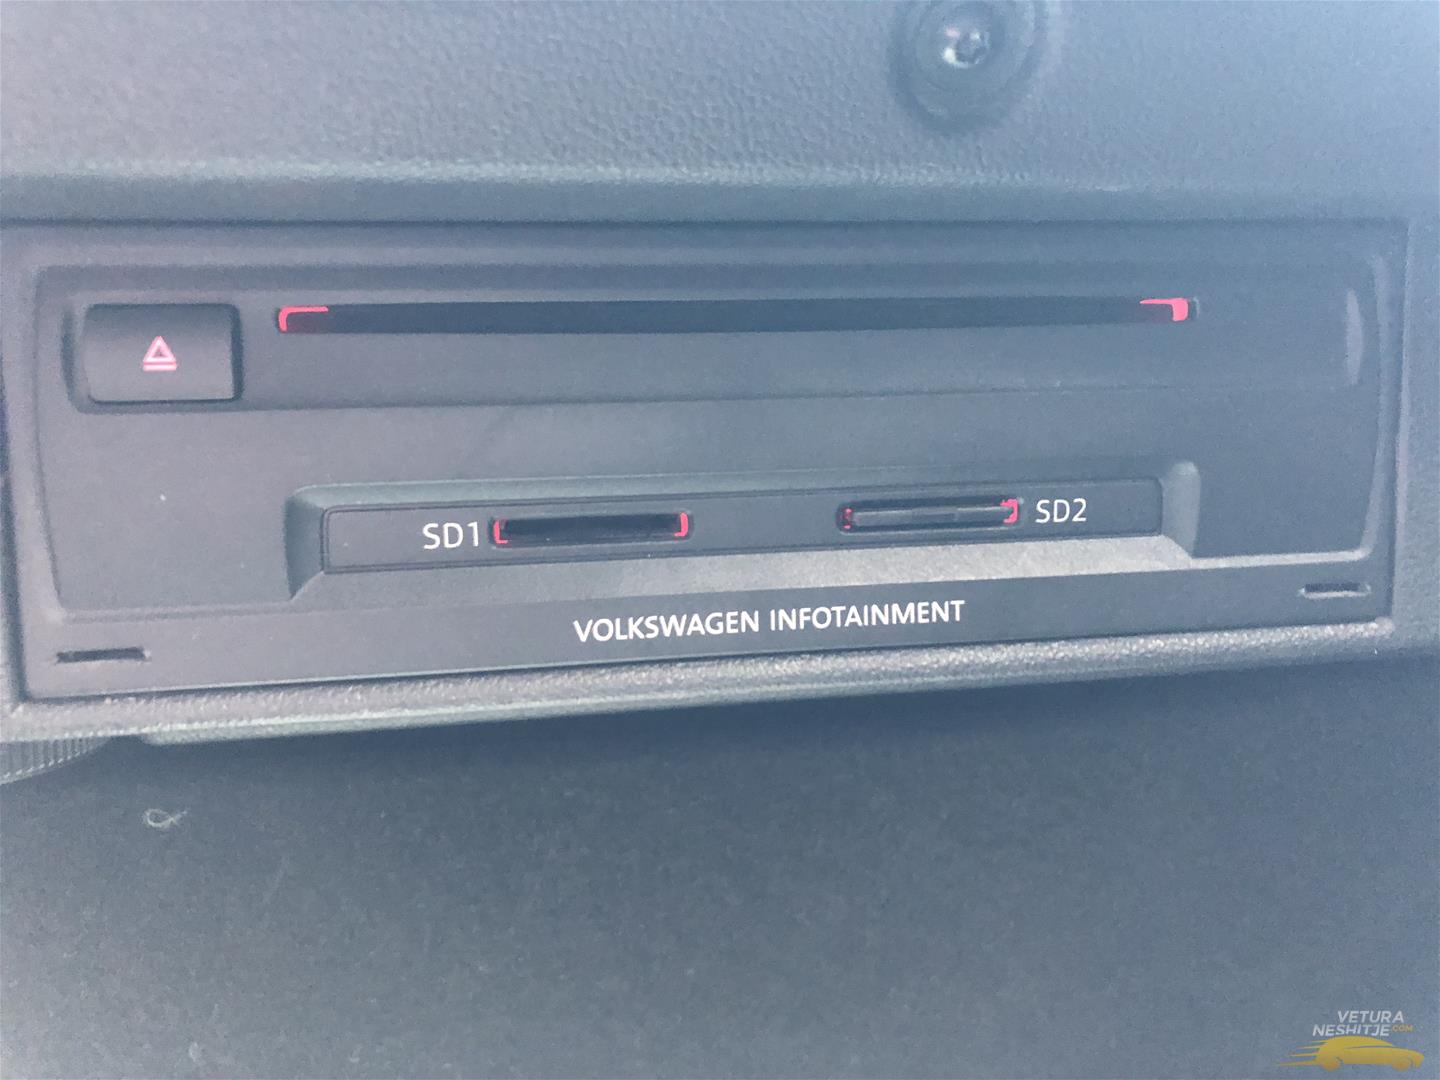 SD1
SD2
VOLKSWAGEN INFOTAINMENT
VETURA
NESHITJE.COM